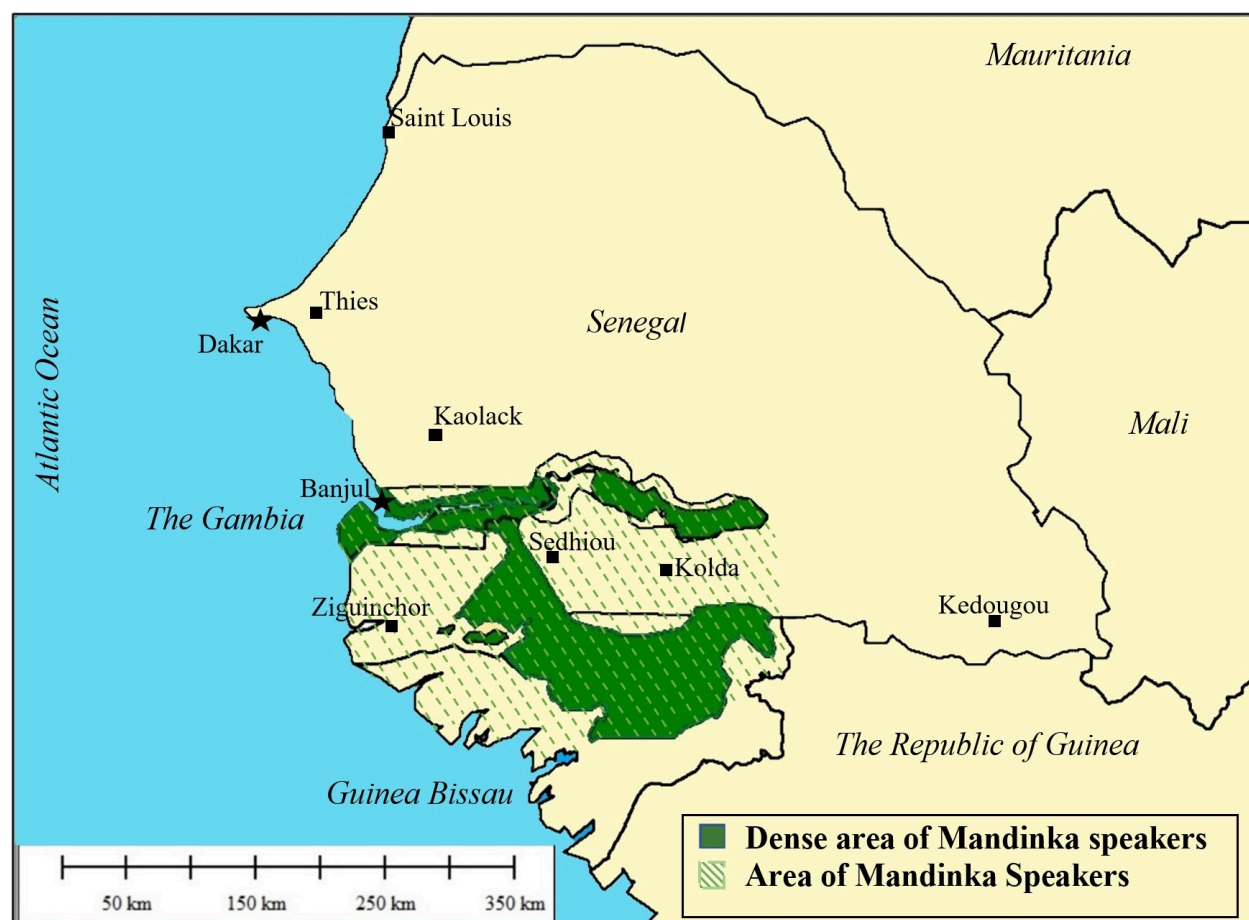 Mauritania
Saint Louis
Thies
Senegal
Dakar
Atlantic Ocean
Kaolack
Mali
Banjul
The Gambia
Sedhiou
Kolda
Ziguinchor
Kedougou
The Republic of Guinea
Guinea Bissau
Dense area of Mandinka speakers
Area of Mandinka Speakers
50 km 150 km 250 km 350 km